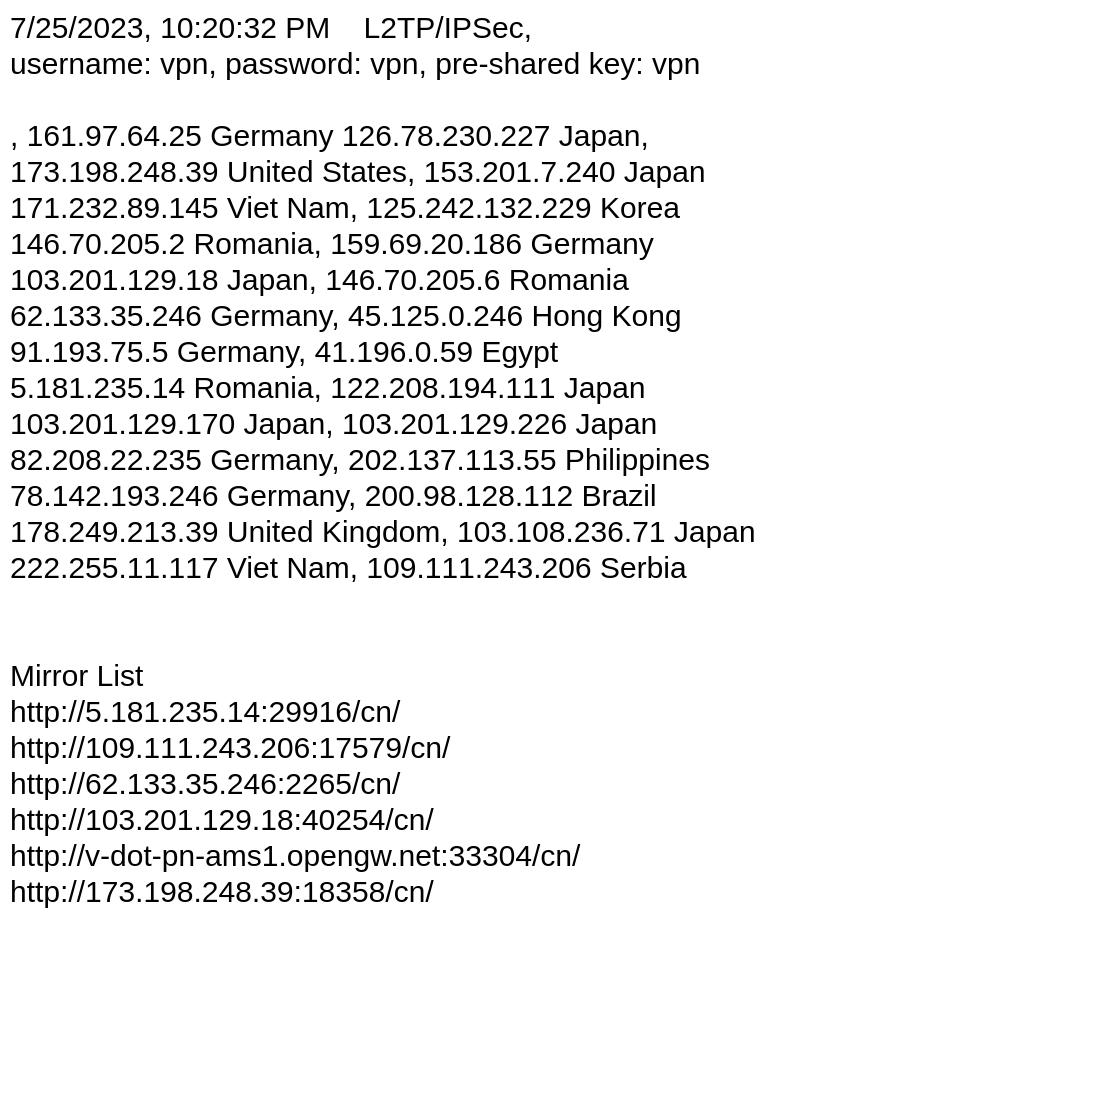 7/25/2023, 10:20:32 PM    L2TP/IPSec,
username: vpn, password: vpn, pre-shared key: vpn
, 161.97.64.25 Germany 126.78.230.227 Japan,
173.198.248.39 United States, 153.201.7.240 Japan
171.232.89.145 Viet Nam, 125.242.132.229 Korea
146.70.205.2 Romania, 159.69.20.186 Germany
103.201.129.18 Japan, 146.70.205.6 Romania
62.133.35.246 Germany, 45.125.0.246 Hong Kong
91.193.75.5 Germany, 41.196.0.59 Egypt
5.181.235.14 Romania, 122.208.194.111 Japan
103.201.129.170 Japan, 103.201.129.226 Japan
82.208.22.235 Germany, 202.137.113.55 Philippines
78.142.193.246 Germany, 200.98.128.112 Brazil
178.249.213.39 United Kingdom, 103.108.236.71 Japan
222.255.11.117 Viet Nam, 109.111.243.206 Serbia
Mirror List
http://5.181.235.14:29916/cn/
http://109.111.243.206:17579/cn/
http://62.133.35.246:2265/cn/
http://103.201.129.18:40254/cn/
http://v-dot-pn-ams1.opengw.net:33304/cn/
http://173.198.248.39:18358/cn/